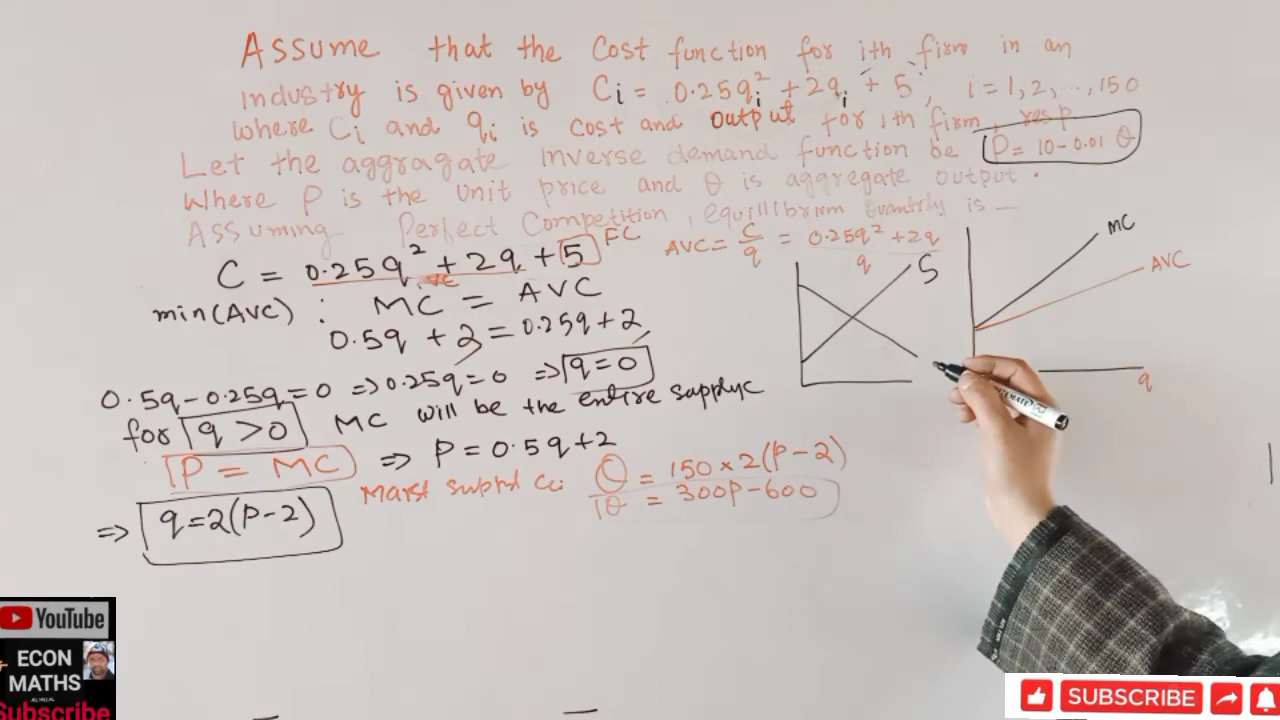 Assume that the Cost function for ith firm in an
industry is given by Ci = 0.25qi² + 2qi + 5, i = 1, 2, ..., 150
where Ci and qi is cost and output for ith firm, resp
Let the aggragate inverse demand function be P = 10 - 0.01 Q
where P is the unit price and Q is aggregate output.
Assuming Perfect Competition, equillibrium Quantity is _
C = 0.25q² + 2q + 5 FC
VC
AVC = C/q = 0.25q² + 2q / q
min(AVC) : MC = AVC
0.5q + 2 = 0.25q + 2
0.5q - 0.25q = 0 => 0.25q = 0 => q = 0
for q > 0 MC will be the entire supply c
P = MC => P = 0.5q + 2
=> q = 2(P - 2)
Q = 150 × 2(P - 2)
Q = 300P - 600
S
MC
AVC
q
YouTube
ECON
MATHS
Subscribe
SUBSCRIBE